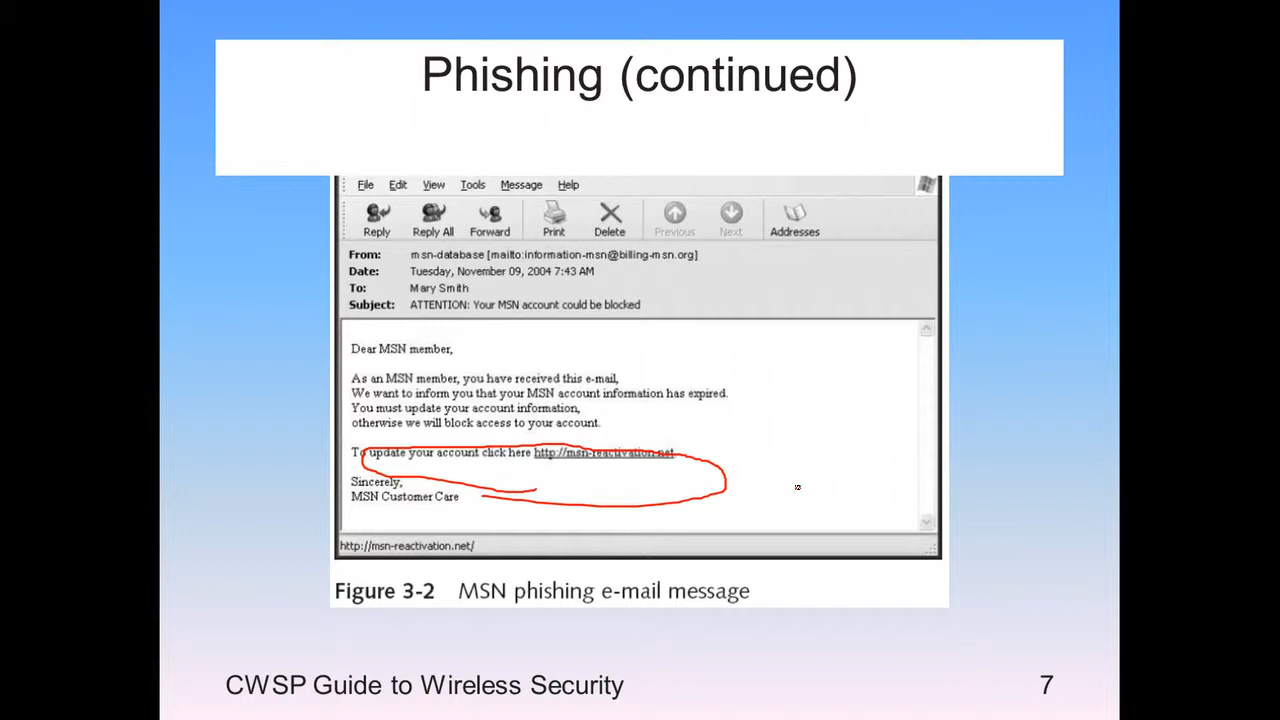 Phishing (continued)
File Edit View Tools Message Help
Reply Reply All Forward Print Delete Previous Next Addresses
From: msn-database [mailto:information-msn@billing-msn.org]
Date: Tuesday, November 09, 2004 7:43 AM
To: Mary Smith
Subject: ATTENTION: Your MSN account could be blocked
Dear MSN member,
As an MSN member, you have received this e-mail,
We want to inform you that your MSN account information has expired.
You must update your account information,
otherwise we will block access to your account.
To update your account click here http://msn-reactivation.net
Sincerely,
MSN Customer Care
http://msn-reactivation.net/
Figure 3-2 MSN phishing e-mail message
CWSP Guide to Wireless Security 7